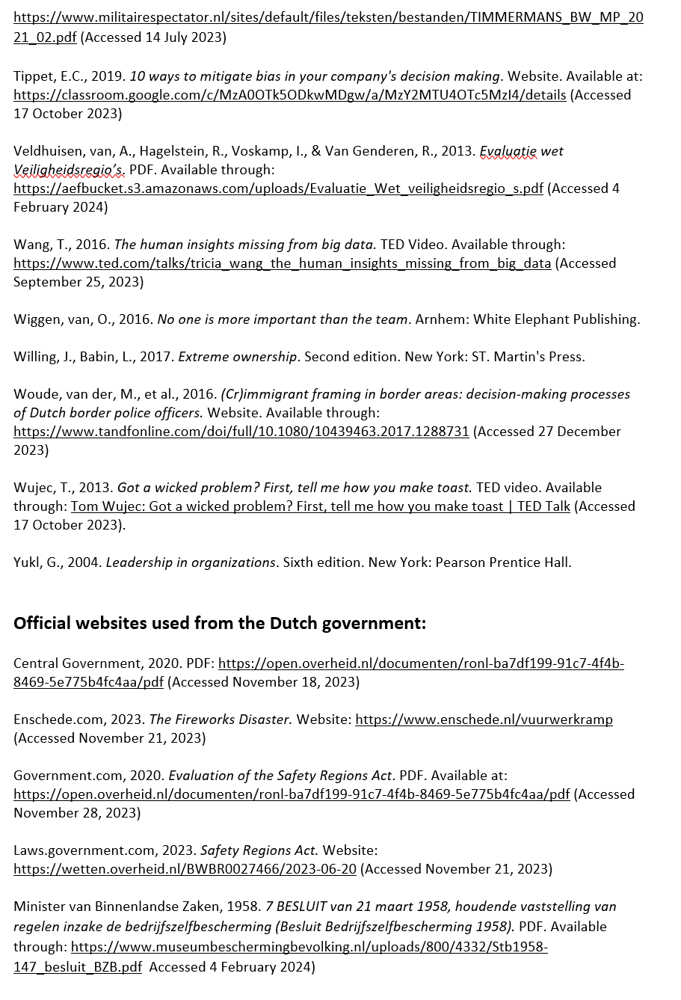 https://www.militairespectator.nl/sites/default/files/teksten/bestanden/TIMMERMANS_BW_MP_20
21_02.pdf (Accessed 14 July 2023)
Tippet, E.C., 2019. 10 ways to mitigate bias in your company's decision making. Website. Available at:
https://classroom.google.com/c/MzA0OTk5ODkwMDgw/a/MzY2MTU4OTc5MzI4/details (Accessed
17 October 2023)
Veldhuisen, van, A., Hagelstein, R., Voskamp, I., & Van Genderen, R., 2013. Evaluatie wet
Veiligheidsregio’s. PDF. Available through:
https://aefbucket.s3.amazonaws.com/uploads/Evaluatie_Wet_veiligheidsregio_s.pdf (Accessed 4
February 2024)
Wang, T., 2016. The human insights missing from big data. TED Video. Available through:
https://www.ted.com/talks/tricia_wang_the_human_insights_missing_from_big_data (Accessed
September 25, 2023)
Wiggen, van, O., 2016. No one is more important than the team. Arnhem: White Elephant Publishing.
Willing, J., Babin, L., 2017. Extreme ownership. Second edition. New York: ST. Martin's Press.
Woude, van der, M., et al., 2016. (Cr)immigrant framing in border areas: decision-making processes
of Dutch border police officers. Website. Available through:
https://www.tandfonline.com/doi/full/10.1080/10439463.2017.1288731 (Accessed 27 December
2023)
Wujec, T., 2013. Got a wicked problem? First, tell me how you make toast. TED video. Available
through: Tom Wujec: Got a wicked problem? First, tell me how you make toast | TED Talk (Accessed
17 October 2023).
Yukl, G., 2004. Leadership in organizations. Sixth edition. New York: Pearson Prentice Hall.
Official websites used from the Dutch government:
Central Government, 2020. PDF: https://open.overheid.nl/documenten/ronl-ba7df199-91c7-4f4b-
8469-5e775b4fc4aa/pdf (Accessed November 18, 2023)
Enschede.com, 2023. The Fireworks Disaster. Website: https://www.enschede.nl/vuurwerkramp
(Accessed November 21, 2023)
Government.com, 2020. Evaluation of the Safety Regions Act. PDF. Available at:
https://open.overheid.nl/documenten/ronl-ba7df199-91c7-4f4b-8469-5e775b4fc4aa/pdf (Accessed
November 28, 2023)
Laws.government.com, 2023. Safety Regions Act. Website:
https://wetten.overheid.nl/BWBR0027466/2023-06-20 (Accessed November 21, 2023)
Minister van Binnenlandse Zaken, 1958. 7 BESLUIT van 21 maart 1958, houdende vaststelling van
regelen inzake de bedrijfszelfbescherming (Besluit Bedrijfszelfbescherming 1958). PDF. Available
through: https://www.museumbeschermingbevolking.nl/uploads/800/4332/Stb1958-
147_besluit_BZB.pdf  Accessed 4 February 2024)